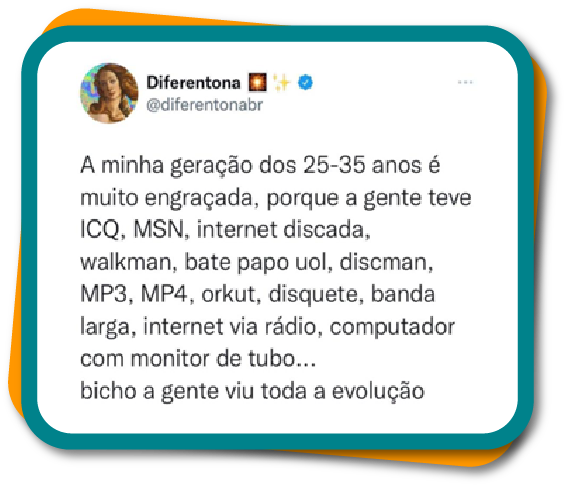 Diferentona 💥✨
@diferentonabr
A minha geração dos 25-35 anos é
muito engraçada, porque a gente teve
ICQ, MSN, internet discada,
walkman, bate papo uol, discman,
MP3, MP4, orkut, disquete, banda
larga, internet via rádio, computador
com monitor de tubo...
bicho a gente viu toda a evolução